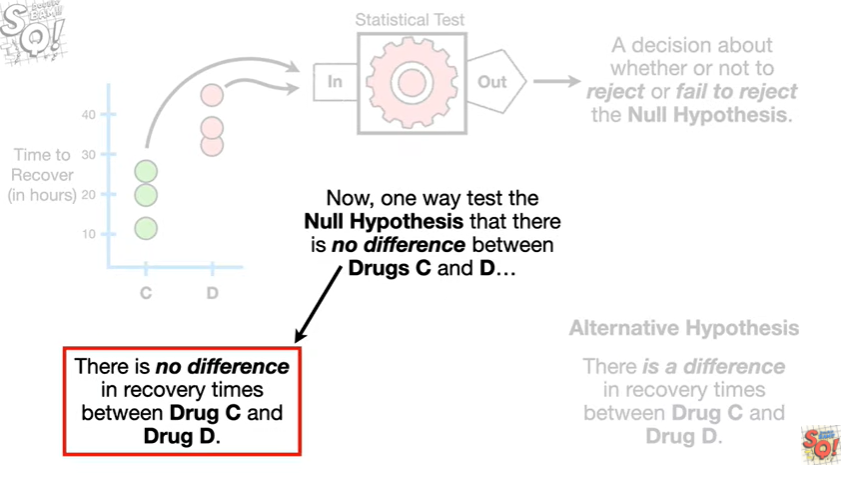 SQ!
Statistical Test
In
Out
A decision about
whether or not to
reject or fail to reject
the Null Hypothesis.
Time to
Recover
(in hours)
40
30
20
10
C
D
Now, one way test the
Null Hypothesis that there
is no difference between
Drugs C and D...
There is no difference
in recovery times
between Drug C and
Drug D.
Alternative Hypothesis
There is a difference
in recovery times
between Drug C and
Drug D.
SQ!